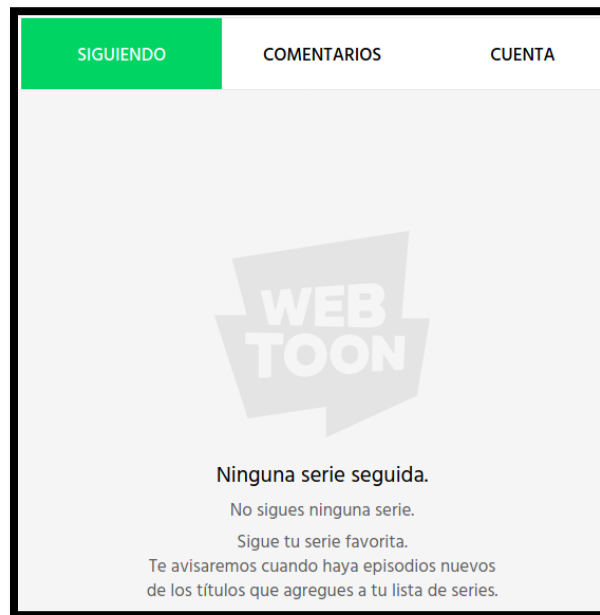 SIGUIENDO COMENTARIOS CUENTA
WEB
TOON
Ninguna serie seguida.
No sigues ninguna serie.
Sigue tu serie favorita.
Te avisaremos cuando haya episodios nuevos
de los títulos que agregues a tu lista de series.